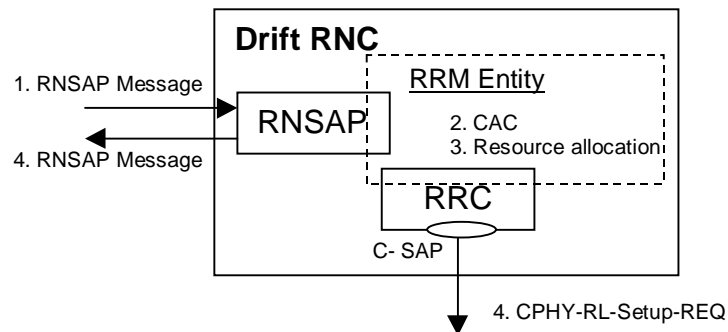 Drift RNC
1. RNSAP Message
RRM Entity
RNSAP
2. CAC
3. Resource allocation
4. RNSAP Message
RRC
C- SAP
4. CPHY-RL-Setup-REQ